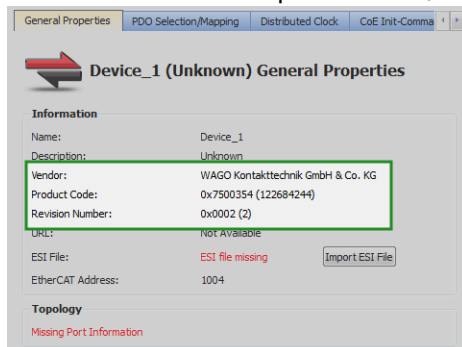 General Properties PDO Selection/Mapping Distributed Clock CoE Init-Comma
Device_1 (Unknown) General Properties
Information
Name: Device_1
Description: Unknown
Vendor: WAGO Kontakttechnik GmbH & Co. KG
Product Code: 0x7500354 (122684244)
Revision Number: 0x0002 (2)
URL: Not Available
ESI File: ESI file missing Import ESI File
EtherCAT Address: 1004
Topology
Missing Port Information